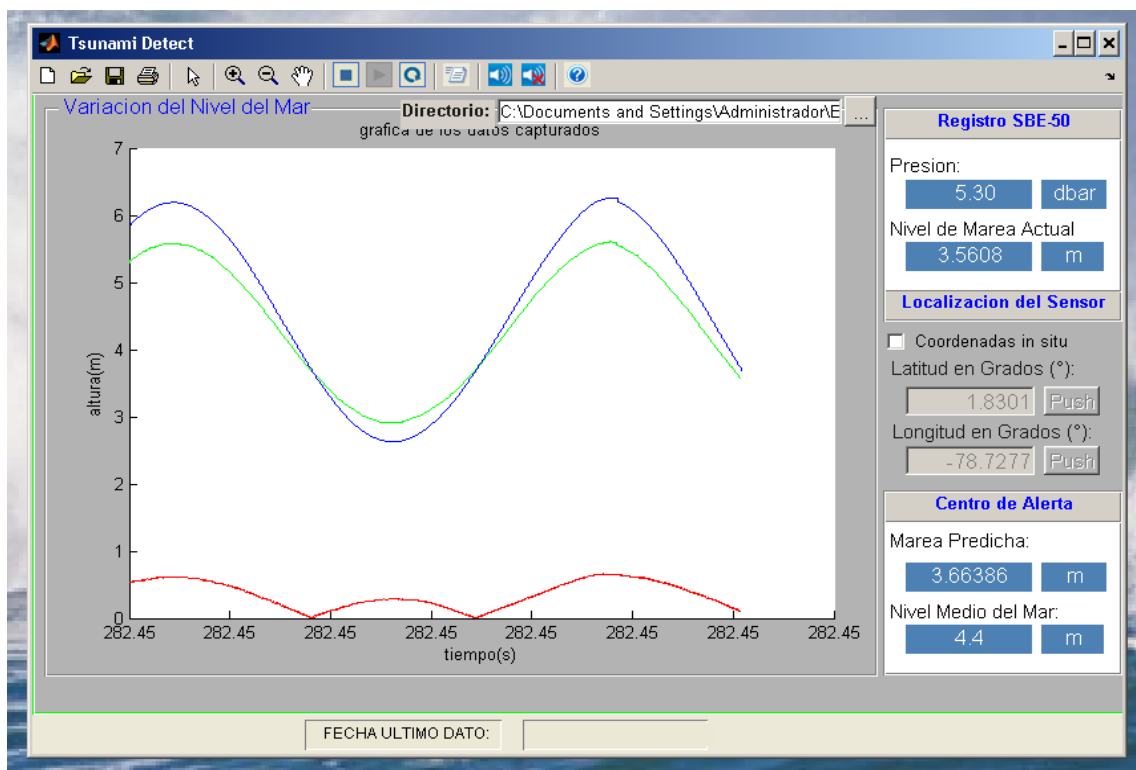 Tsunami Detect
Variacion del Nivel del Mar
Directorio: C:\Documents and Settings\Administrador\E
...
grafica de los datos capturados
7
6
5
4
3
2
1
0
altura(m)
282.45 282.45 282.45 282.45 282.45 282.45 282.45 282.45
tiempo(s)
Registro SBE-50
Presion:
5.30 dbar
Nivel de Marea Actual
3.5608 m
Localizacion del Sensor
Coordenadas in situ
Latitud en Grados (°):
1.8301 Push
Longitud en Grados (°):
-78.7277 Push
Centro de Alerta
Marea Predicha:
3.66386 m
Nivel Medio del Mar:
4.4 m
FECHA ULTIMO DATO: